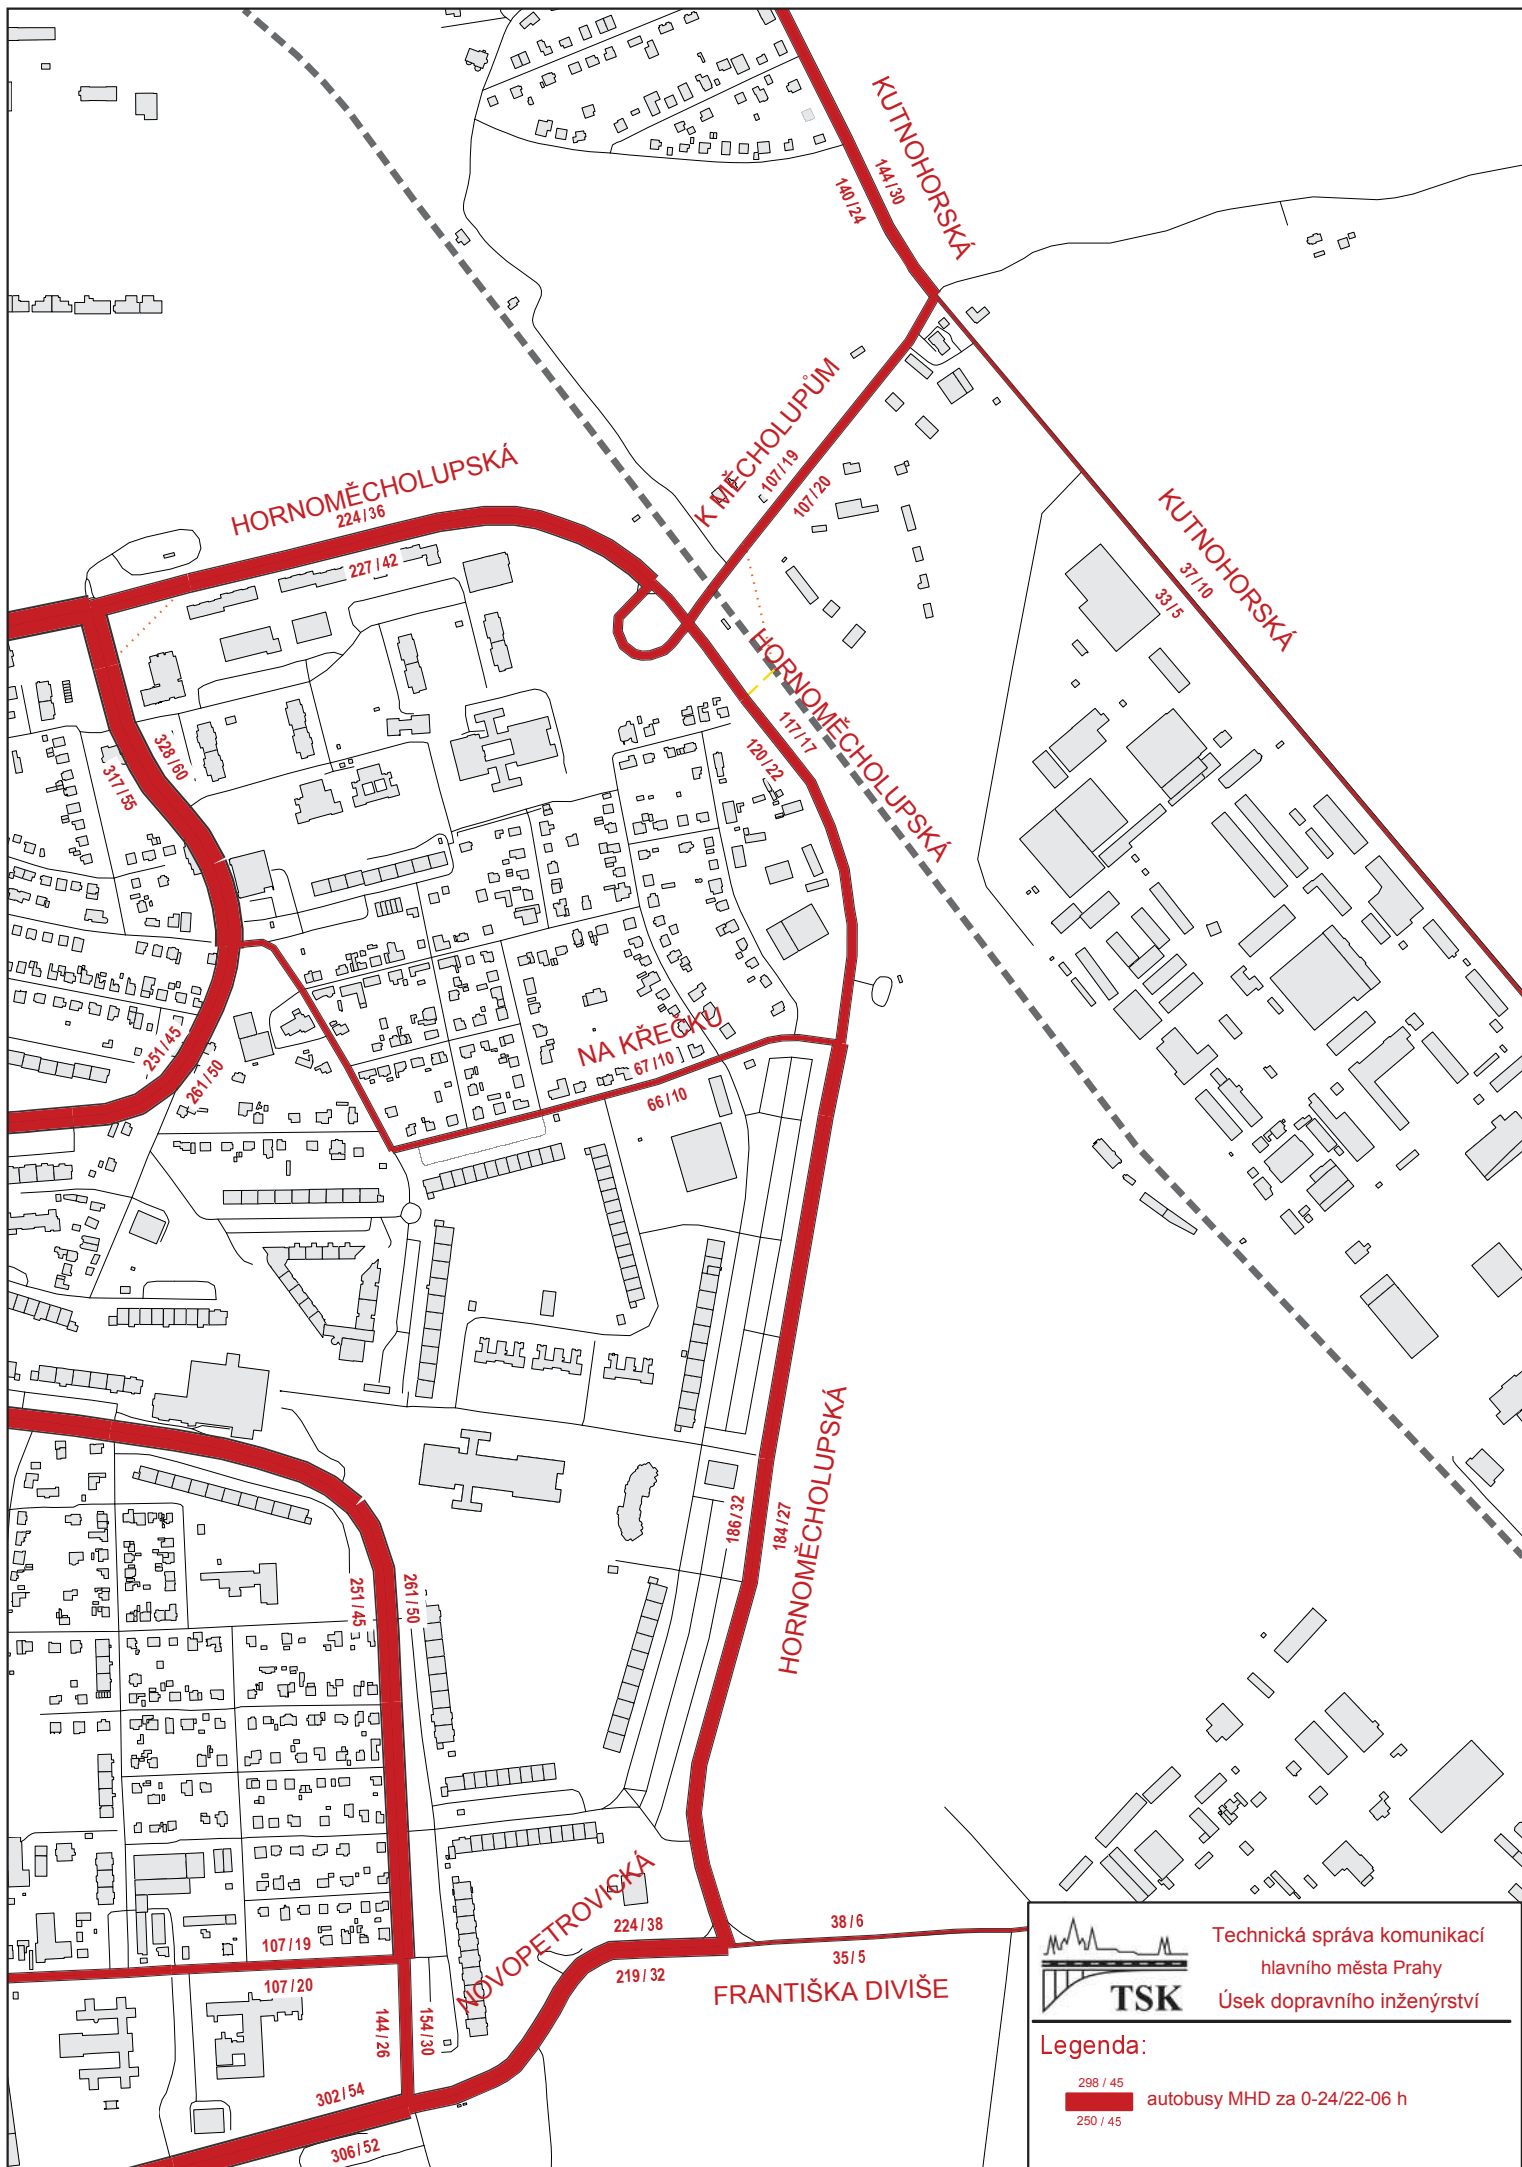 KUTNOHORSKÁ
144/30
140/24
K MĚCHOLUPŮM
107/19
107/20
HORNOMĚCHOLUPSKÁ
224/36
227/42
KUTNOHORSKÁ
37/10
33/5
HORNOMĚCHOLUPSKÁ
117/17
120/22
328/60
317/55
251/45
261/50
NA KŘEČKU
67/10
66/10
HORNOMĚCHOLUPSKÁ
186/32
184/27
251/45
261/50
NOVOPETROVICKÁ
224/38
219/32
38/6
35/5
FRANTIŠKA DIVIŠE
107/19
107/20
144/26
154/30
302/54
306/52
Technická správa komunikací
hlavního města Prahy
Úsek dopravního inženýrství
TSK
Legenda:
298 / 45
autobusy MHD za 0-24/22-06 h
250 / 45